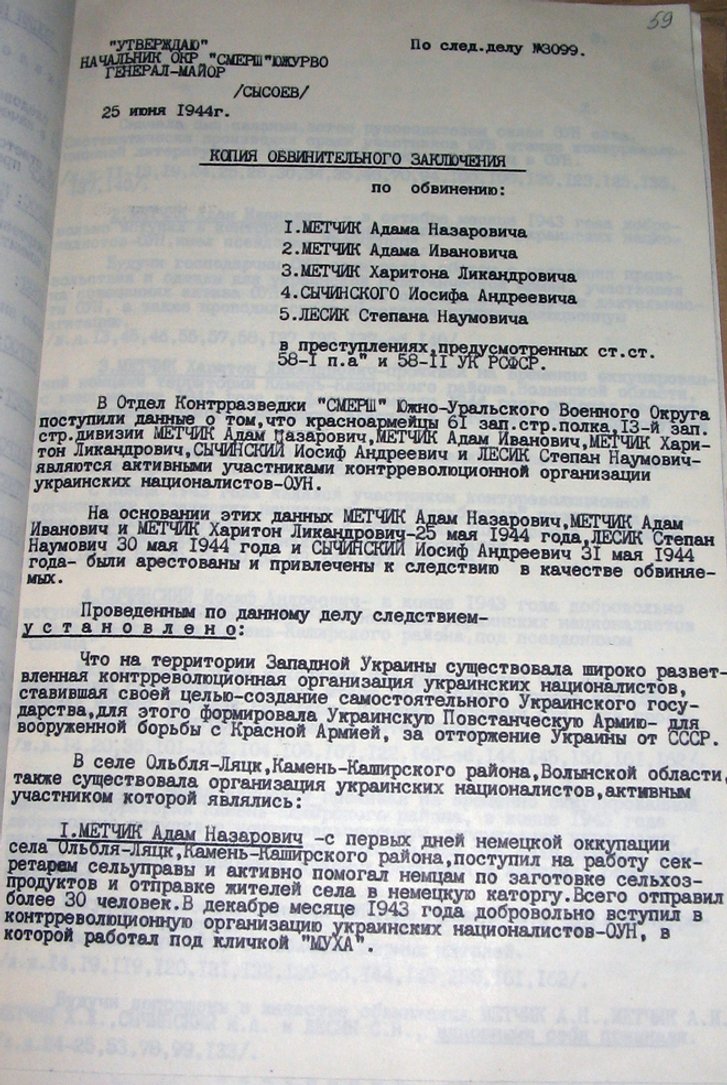 59
"УТВЕРЖДАЮ"
По след.делу №3099.
НАЧАЛЬНИК ОКР "СМЕРШ"ЮЖУРВО
ГЕНЕРАЛ-МАЙОР
/СЫСОЕВ/
25 июня 1944г.
КОПИЯ ОБВИНИТЕЛЬНОГО ЗАКЛЮЧЕНИЯ
по обвинению:
I.МЕТЧИК Адама Назаровича
2.МЕТЧИК Адама Ивановича
3.МЕТЧИК Харитона Ликандровича
4.СЫЧИНСКОГО Иосифа Андреевича
5.ЛЕСИК Степана Наумовича
в преступлениях,предусмотренных ст.ст.
58-I п.а" и 58-II УК РСФСР.
В Отдел Контрразведки "СМЕРШ" Южно-Уральского Военного Округа
поступили данные о том,что красноармейцы 6I зап.стр.полка,I3-й зап.
стр.дивизии МЕТЧИК Адам Назарович,МЕТЧИК Адам Иванович,МЕТЧИК Хари-
тон Ликандрович,СЫЧИНСКИЙ Иосиф Андреевич и ЛЕСИК Степан Наумович-
являются активными участниками контрреволюционной организации
украинских националистов-ОУН.
На основании этих данных МЕТЧИК Адам Назарович,МЕТЧИК Адам
Иванович и МЕТЧИК Харитон Ликандрович-25 мая 1944 года,ЛЕСИК Степан
Наумович 30 мая 1944 года и СЫЧИНСКИЙ Иосиф Андреевич 3I мая 1944
года- были арестованы и привлечены к следствию в качестве обвиняе-
мых.
Проведенным по данному делу следствием-
у с т а н о в л е н о:
Что на территории Западной Украины существовала широко развет-
вленная контрреволюционная организация украинских националистов,
ставившая своей целью-создание самостоятельного Украинского госу-
дарства,для этого формировала Украинскую Повстанческую Армию- для
вооруженной борьбы с Красной Армией, за отторжение Украины от СССР.
В селе Ольбля-Ляцк,Камень-Каширского района,Волынской области,
также существовала организация украинских националистов,активным
участником которой являлись:
I.МЕТЧИК Адам Назарович -с первых дней немецкой оккупации
села Ольбля-Ляцк,Камень-Каширского района,поступил на работу сек-
ретарем сельуправы и активно помогал немцам по заготовке сельхоз-
продуктов и отправке жителей села в немецкую каторгу.Всего отправил
более 30 человек.В декабре месяце 1943 года добровольно вступил в
контрреволюционную организацию украинских националистов-ОУН, в
которой работал под кличкой "МУХА".